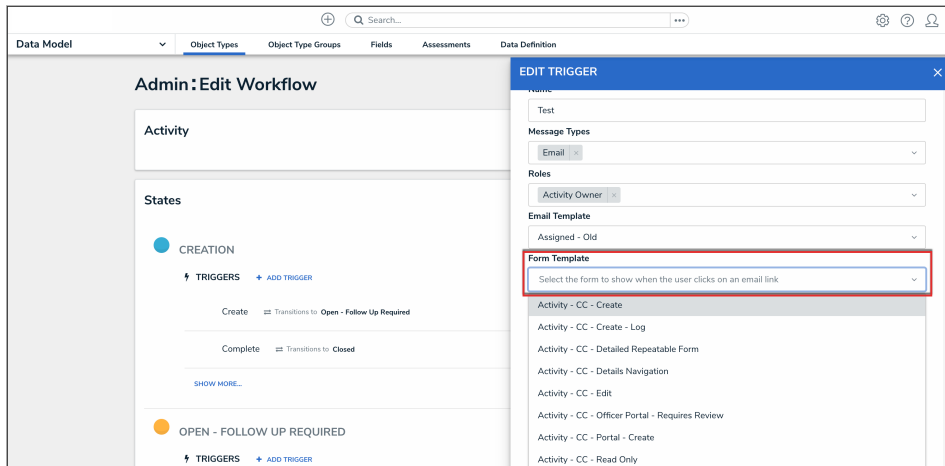 Search...
Data Model
Object Types
Object Type Groups
Fields
Assessments
Data Definition
Admin:Edit Workflow
Activity
States
CREATION
TRIGGERS + ADD TRIGGER
Create Transitions to Open - Follow Up Required
Complete Transitions to Closed
SHOW MORE...
OPEN - FOLLOW UP REQUIRED
TRIGGERS + ADD TRIGGER
EDIT TRIGGER
Name
Test
Message Types
Email ×
Roles
Activity Owner ×
Email Template
Assigned - Old
Form Template
Select the form to show when the user clicks on an email link
Activity - CC - Create
Activity - CC - Create - Log
Activity - CC - Detailed Repeatable Form
Activity - CC - Details Navigation
Activity - CC - Edit
Activity - CC - Officer Portal - Requires Review
Activity - CC - Portal - Create
Activity - CC - Read Only